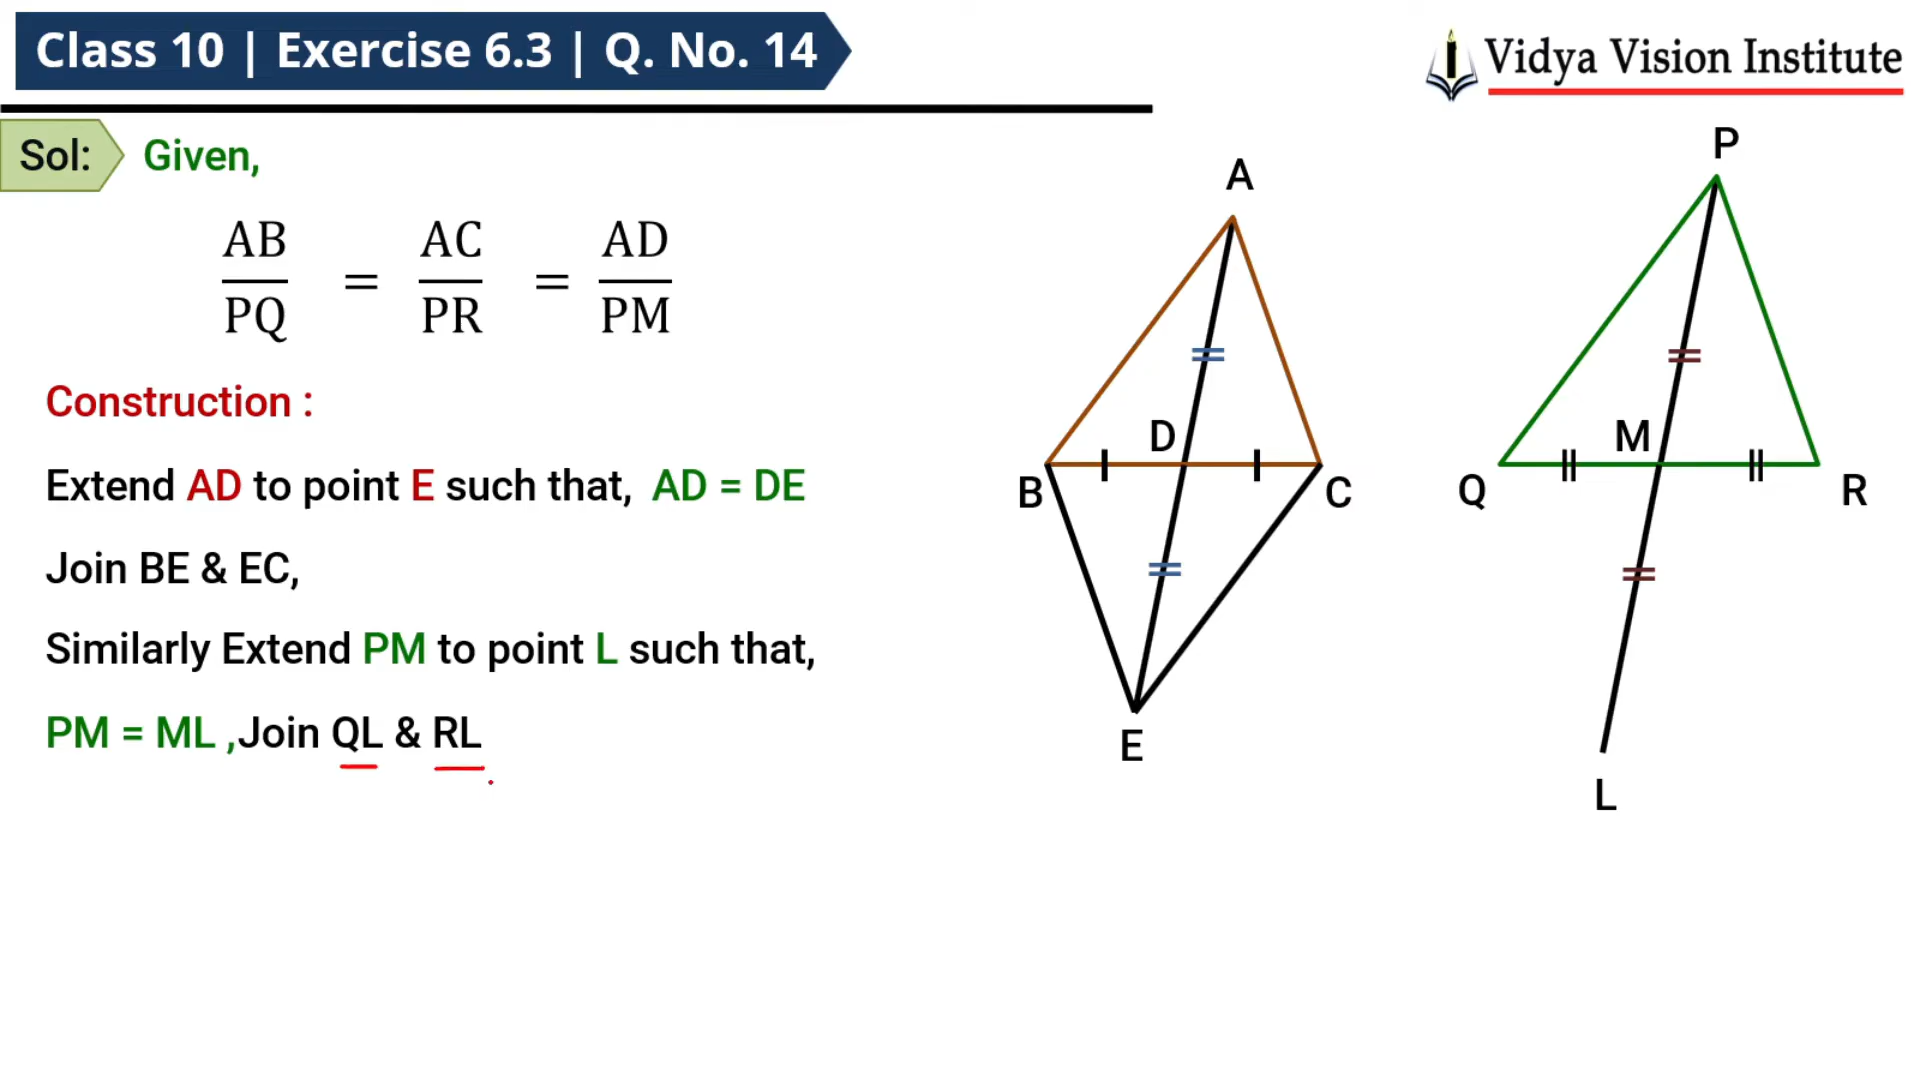 Class 10 | Exercise 6.3 | Q. No. 14
Vidya Vision Institute
Sol: Given,
AB/PQ = AC/PR = AD/PM
Construction :
Extend AD to point E such that, AD = DE
Join BE & EC,
Similarly Extend PM to point L such that,
PM = ML ,Join QL & RL
A
B
D
C
E
P
Q
M
R
L